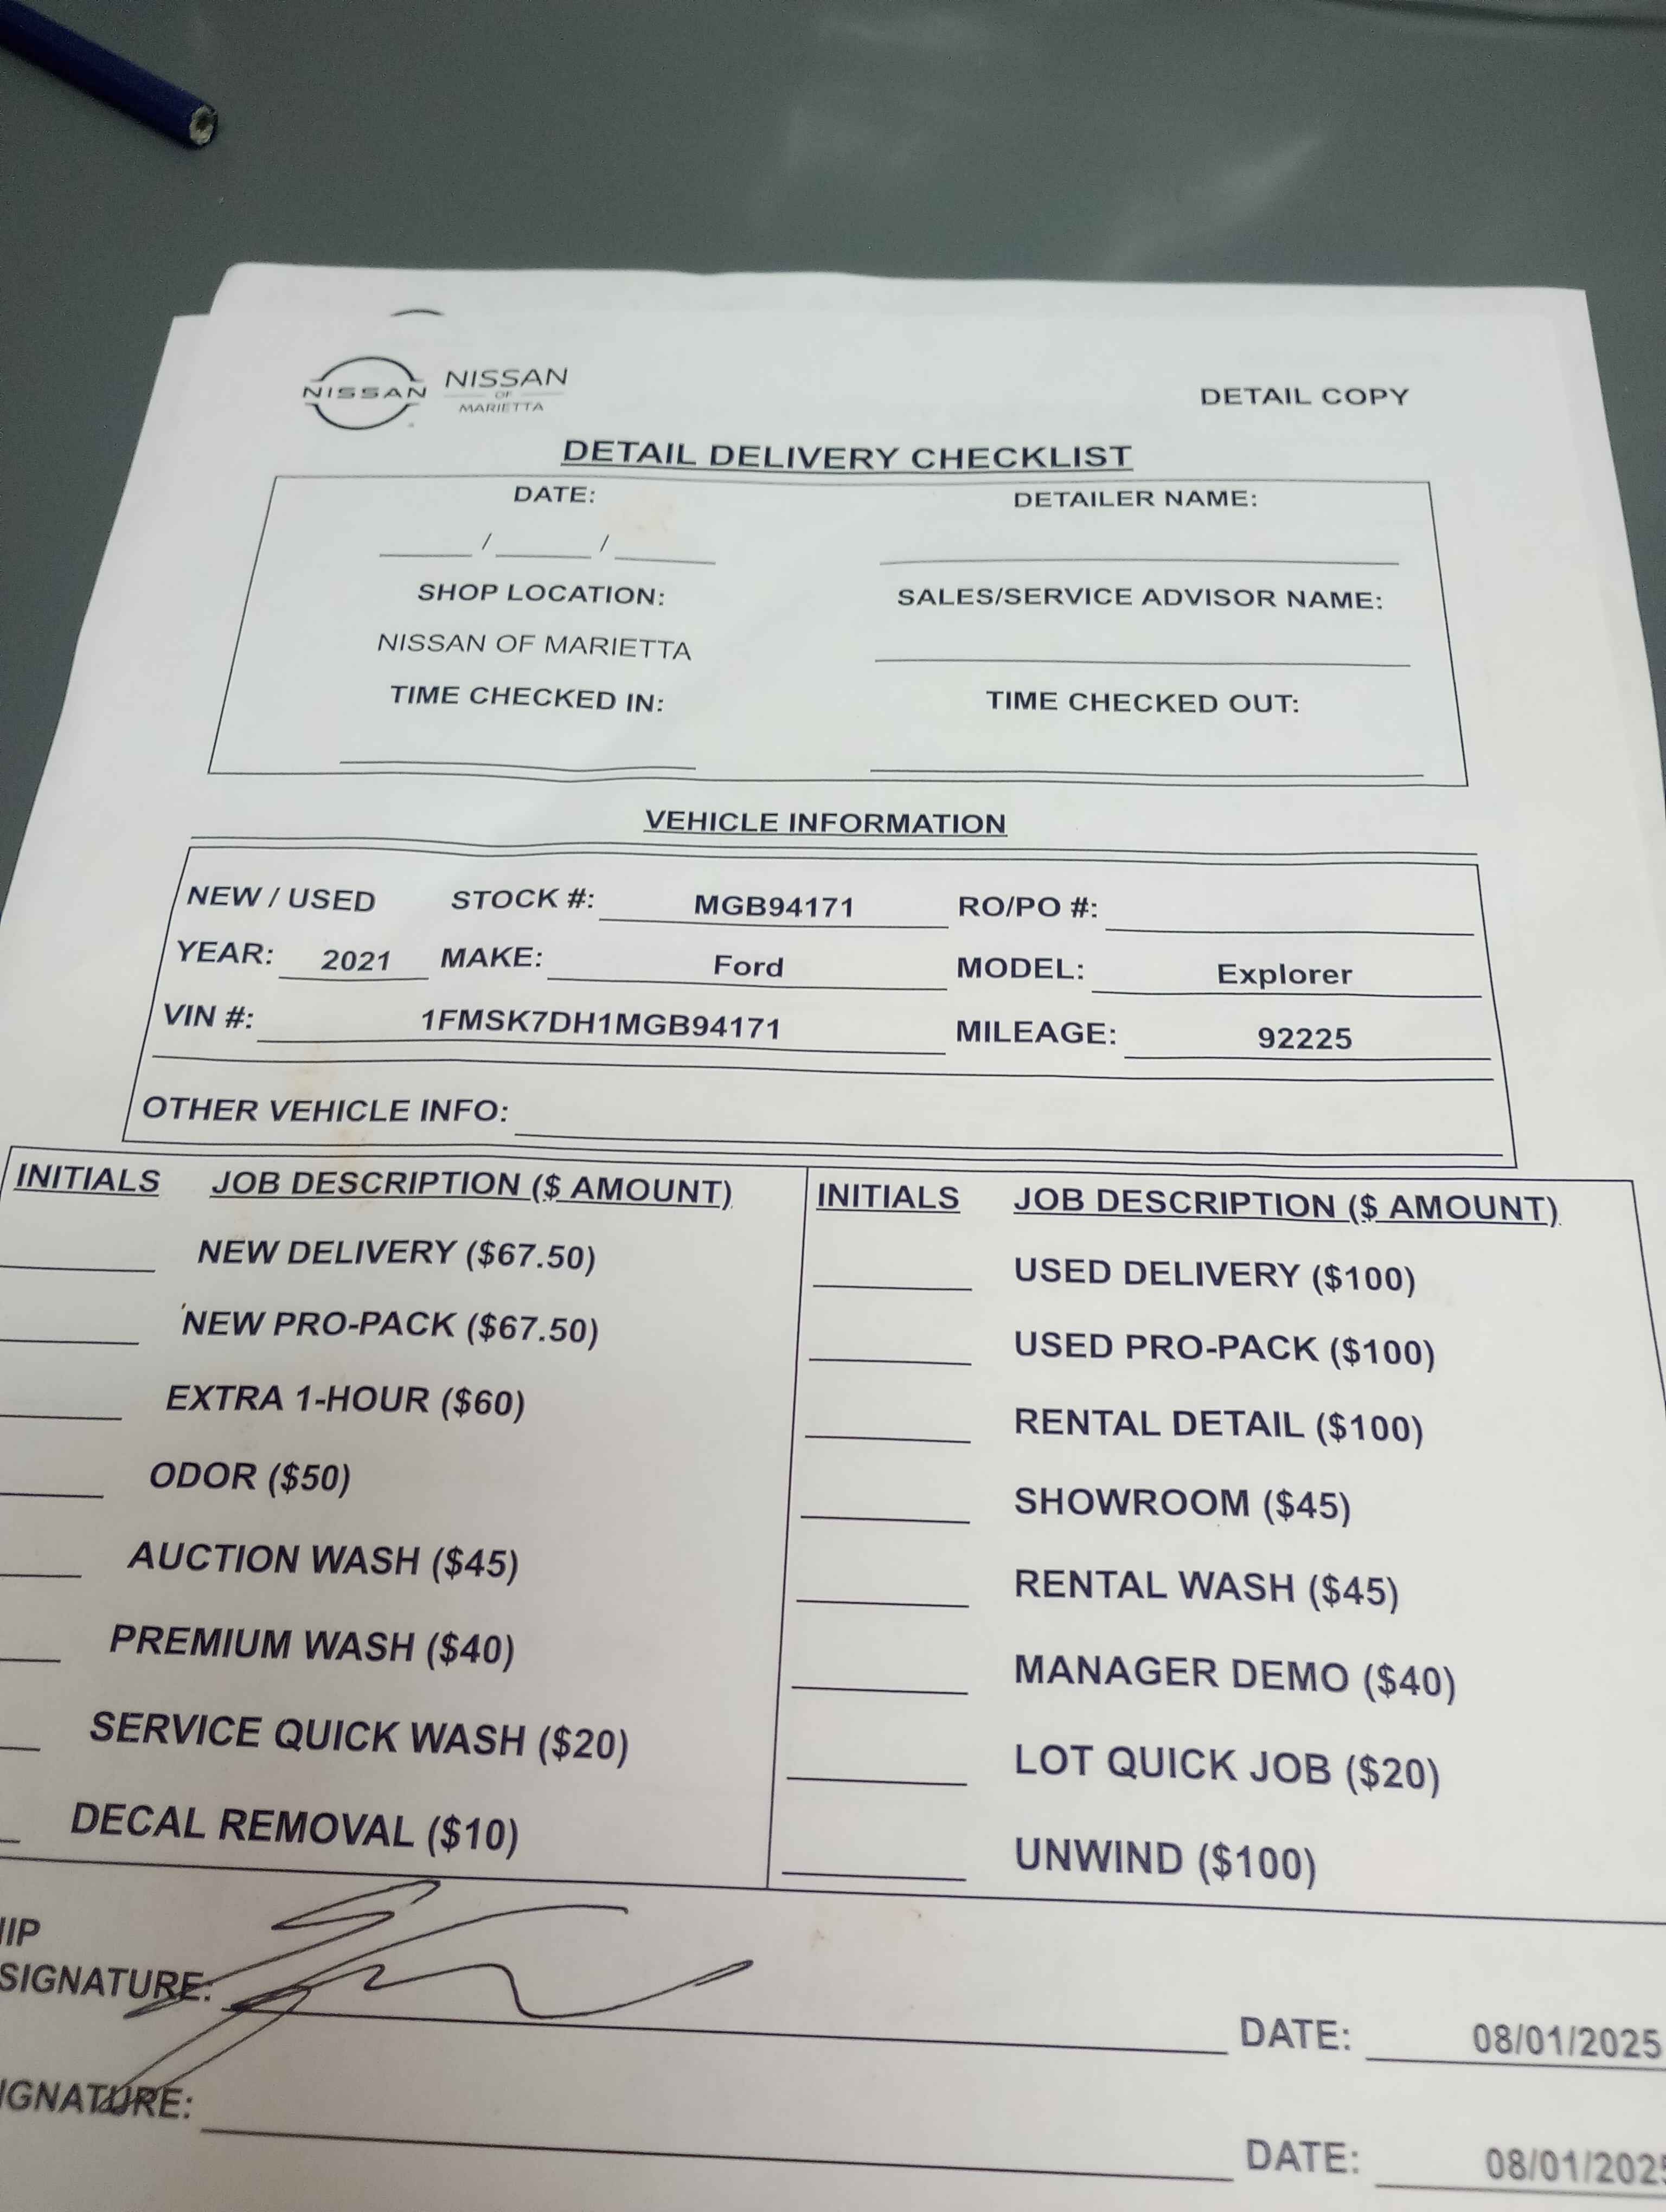 NISSAN
NISSAN
OF
MARIETTA
DETAIL COPY
DETAIL DELIVERY CHECKLIST
DATE: DETAILER NAME:
/ /
SHOP LOCATION: SALES/SERVICE ADVISOR NAME:
NISSAN OF MARIETTA
TIME CHECKED IN: TIME CHECKED OUT:
VEHICLE INFORMATION
NEW / USED STOCK #: MGB94171 RO/PO #:
YEAR: 2021 MAKE: Ford MODEL: Explorer
VIN #: 1FMSK7DH1MGB94171 MILEAGE: 92225
OTHER VEHICLE INFO:
INITIALS JOB DESCRIPTION ($ AMOUNT) INITIALS JOB DESCRIPTION ($ AMOUNT)
NEW DELIVERY ($67.50) USED DELIVERY ($100)
NEW PRO-PACK ($67.50) USED PRO-PACK ($100)
EXTRA 1-HOUR ($60) RENTAL DETAIL ($100)
ODOR ($50) SHOWROOM ($45)
AUCTION WASH ($45) RENTAL WASH ($45)
PREMIUM WASH ($40) MANAGER DEMO ($40)
SERVICE QUICK WASH ($20) LOT QUICK JOB ($20)
DECAL REMOVAL ($10) UNWIND ($100)
HIP
SIGNATURE: DATE: 08/01/2025
IGNATURE: DATE: 08/01/2025